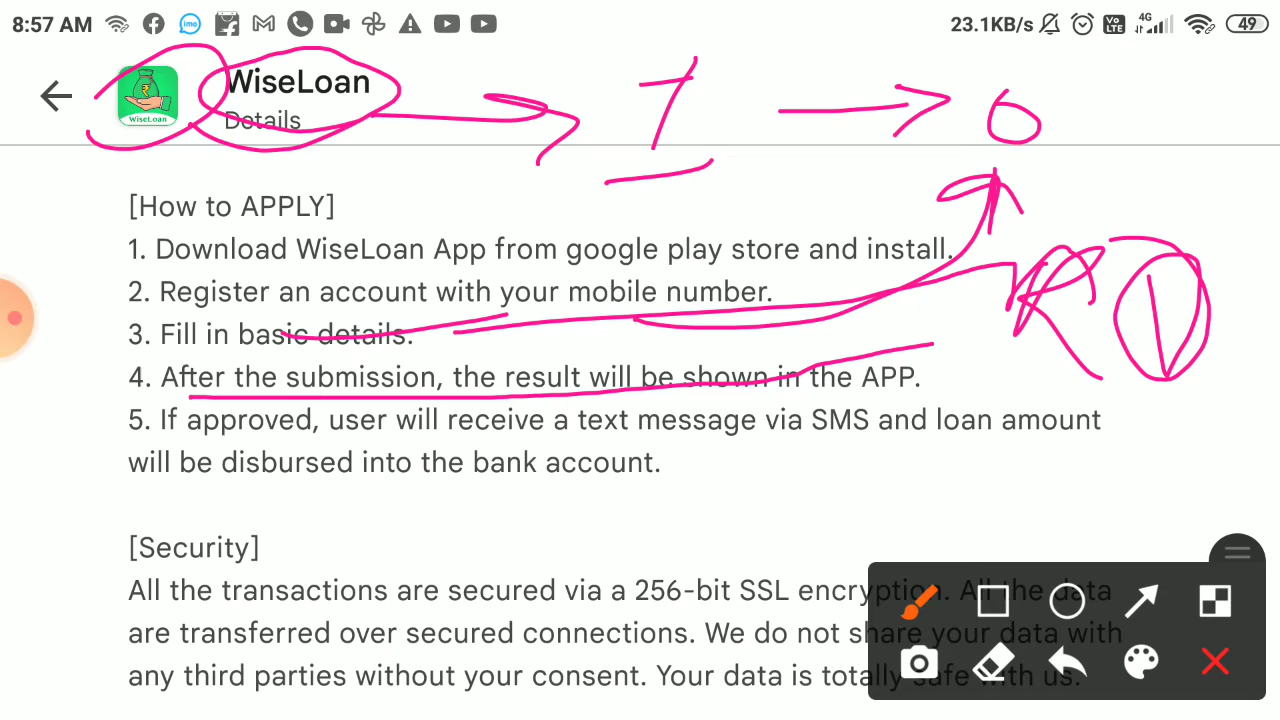 8:57 AM
imo
23.1KB/s
Vo LTE
4G
49
WiseLoan
WiseLoan
Details
[How to APPLY]
1. Download WiseLoan App from google play store and install.
2. Register an account with your mobile number.
3. Fill in basic details.
4. After the submission, the result will be shown in the APP.
5. If approved, user will receive a text message via SMS and loan amount
will be disbursed into the bank account.
[Security]
All the transactions are secured via a 256-bit SSL encryption. All the data
are transferred over secured connections. We do not share your data with
any third parties without your consent. Your data is totally safe with us.